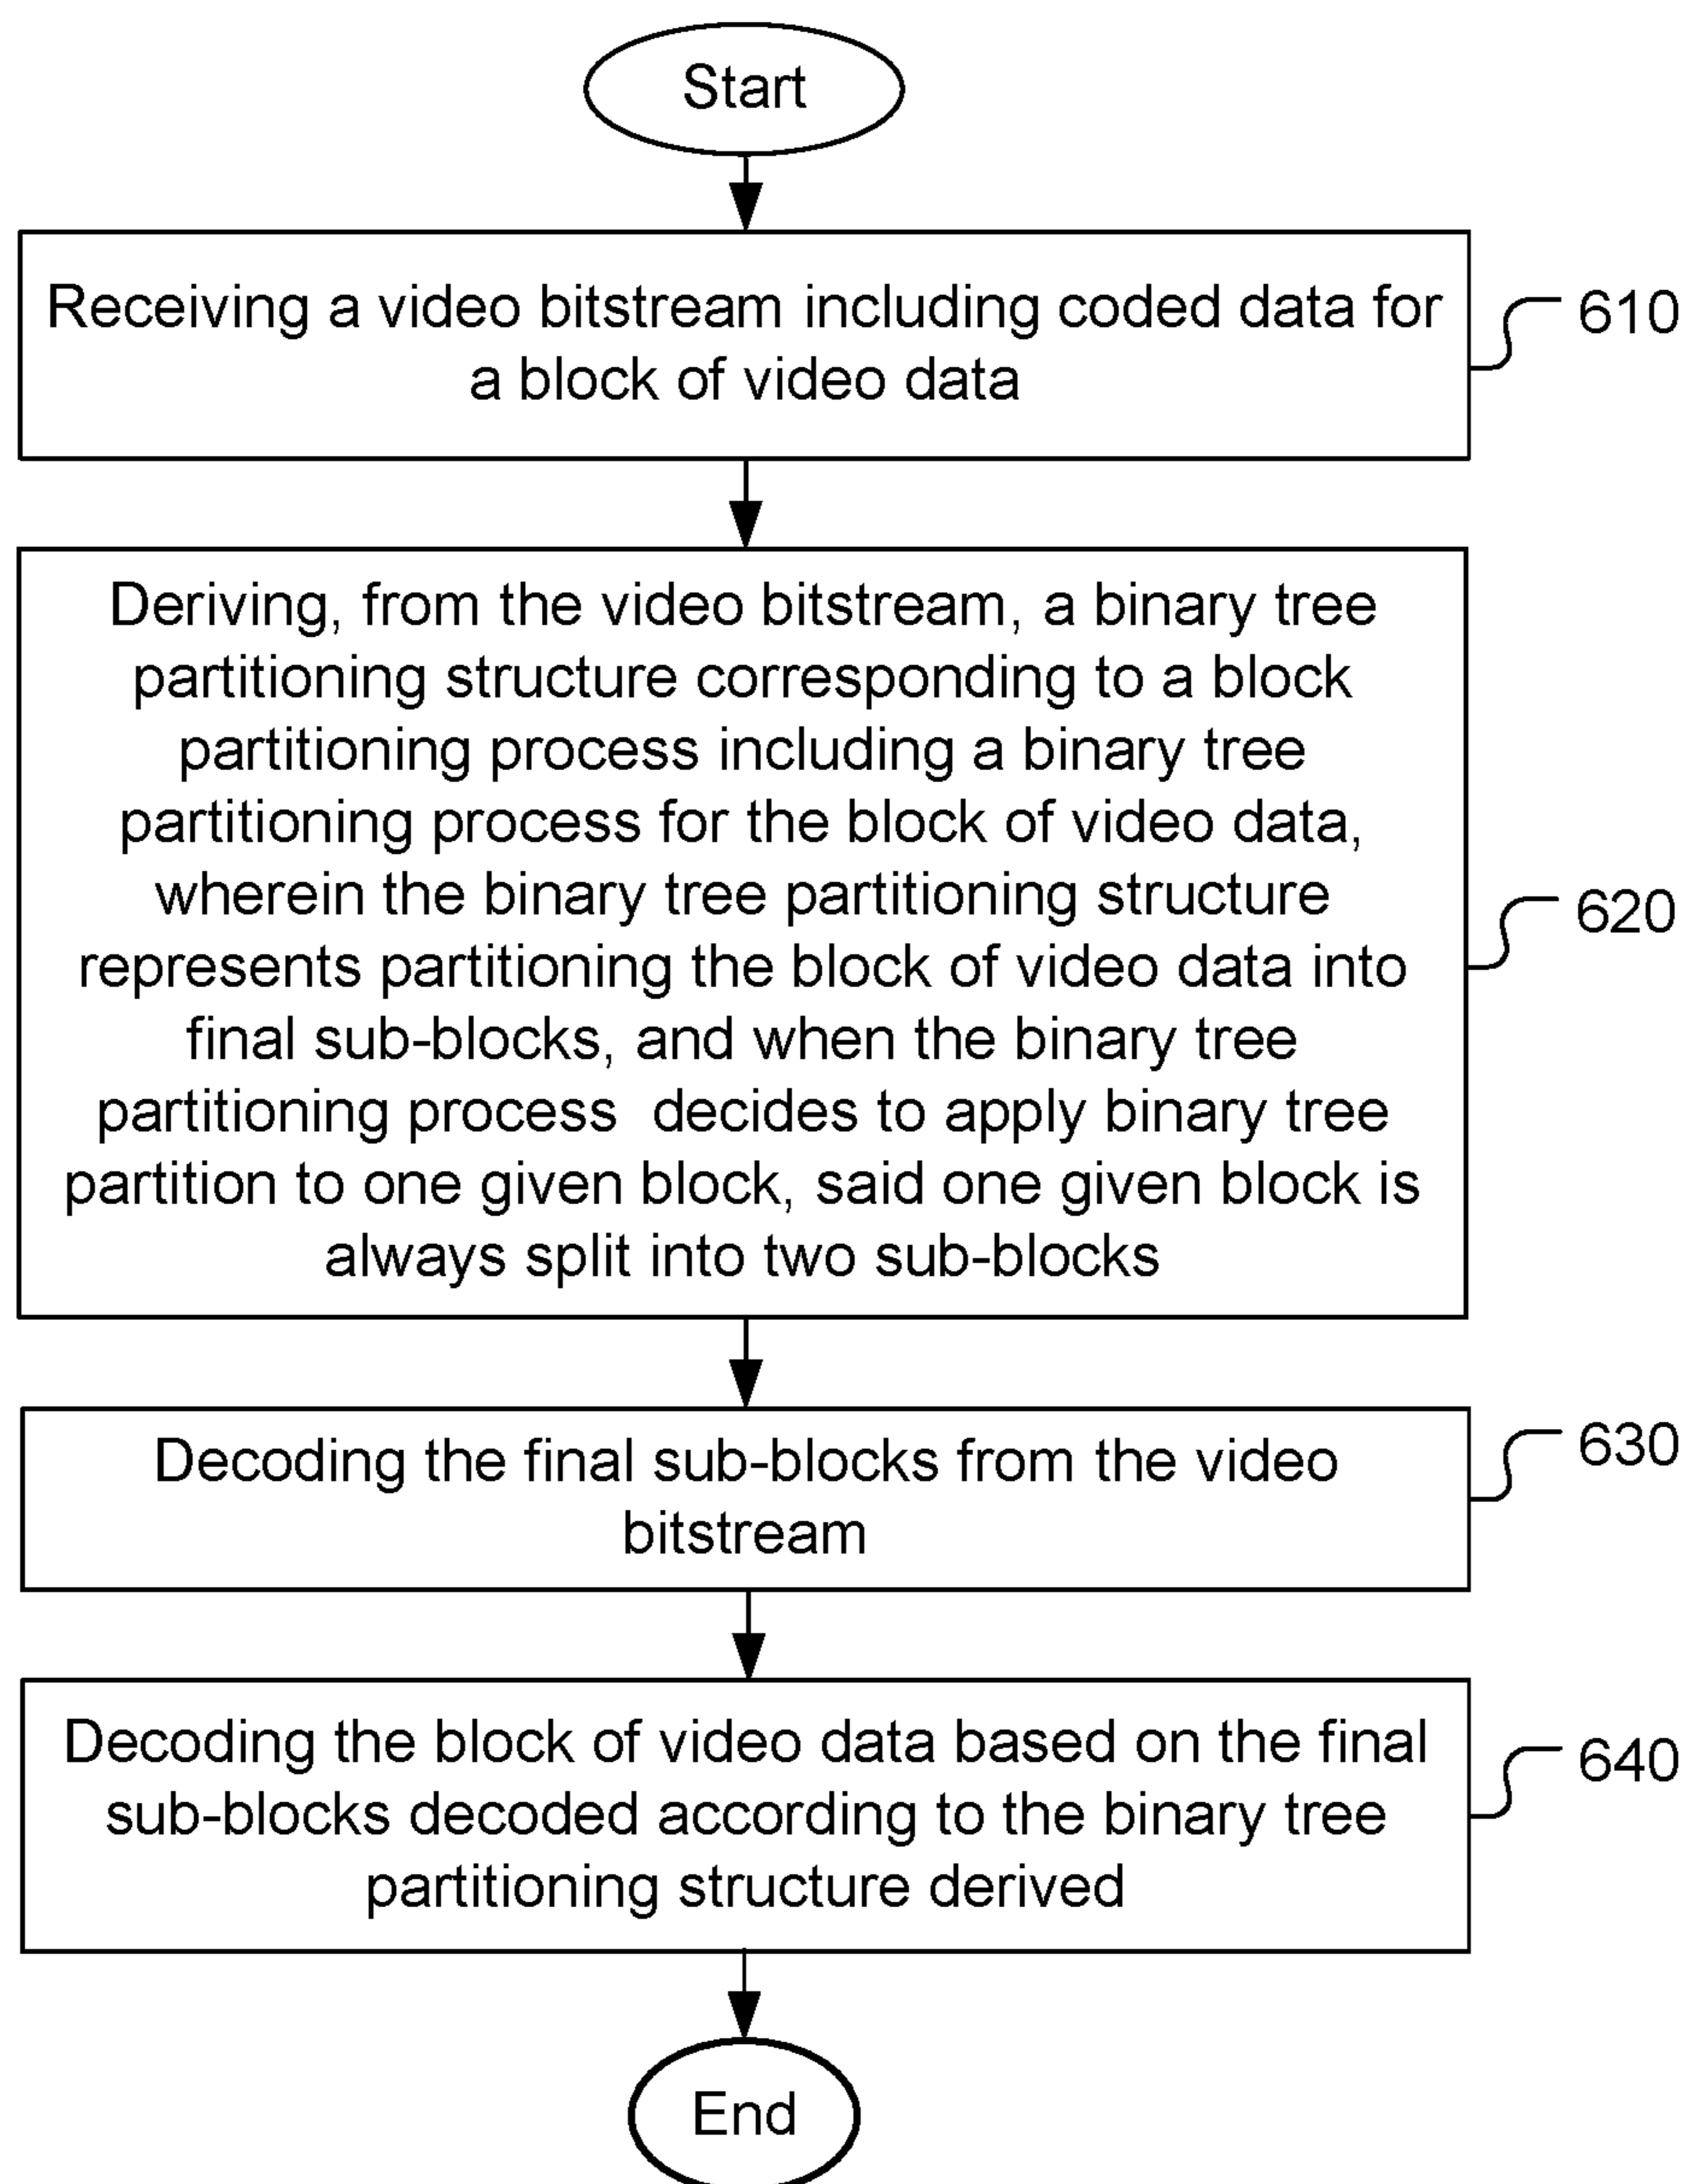 Start
Receiving a video bitstream including coded data for
a block of video data
610
Deriving, from the video bitstream, a binary tree
partitioning structure corresponding to a block
partitioning process including a binary tree
partitioning process for the block of video data,
wherein the binary tree partitioning structure
represents partitioning the block of video data into
final sub-blocks, and when the binary tree
partitioning process  decides to apply binary tree
partition to one given block, said one given block is
always split into two sub-blocks
620
Decoding the final sub-blocks from the video
bitstream
630
Decoding the block of video data based on the final
sub-blocks decoded according to the binary tree
partitioning structure derived
640
End